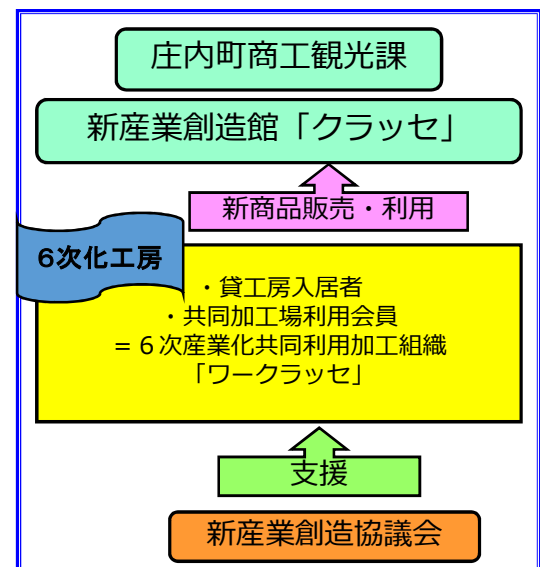 庄内町商工観光課
新産業創造館「クラッセ」
新商品販売・利用
６次化工房
・貸工房入居者
・共同加工場利用会員
＝６次産業化共同利用加工組織
「ワークラッセ」
支援
新産業創造協議会